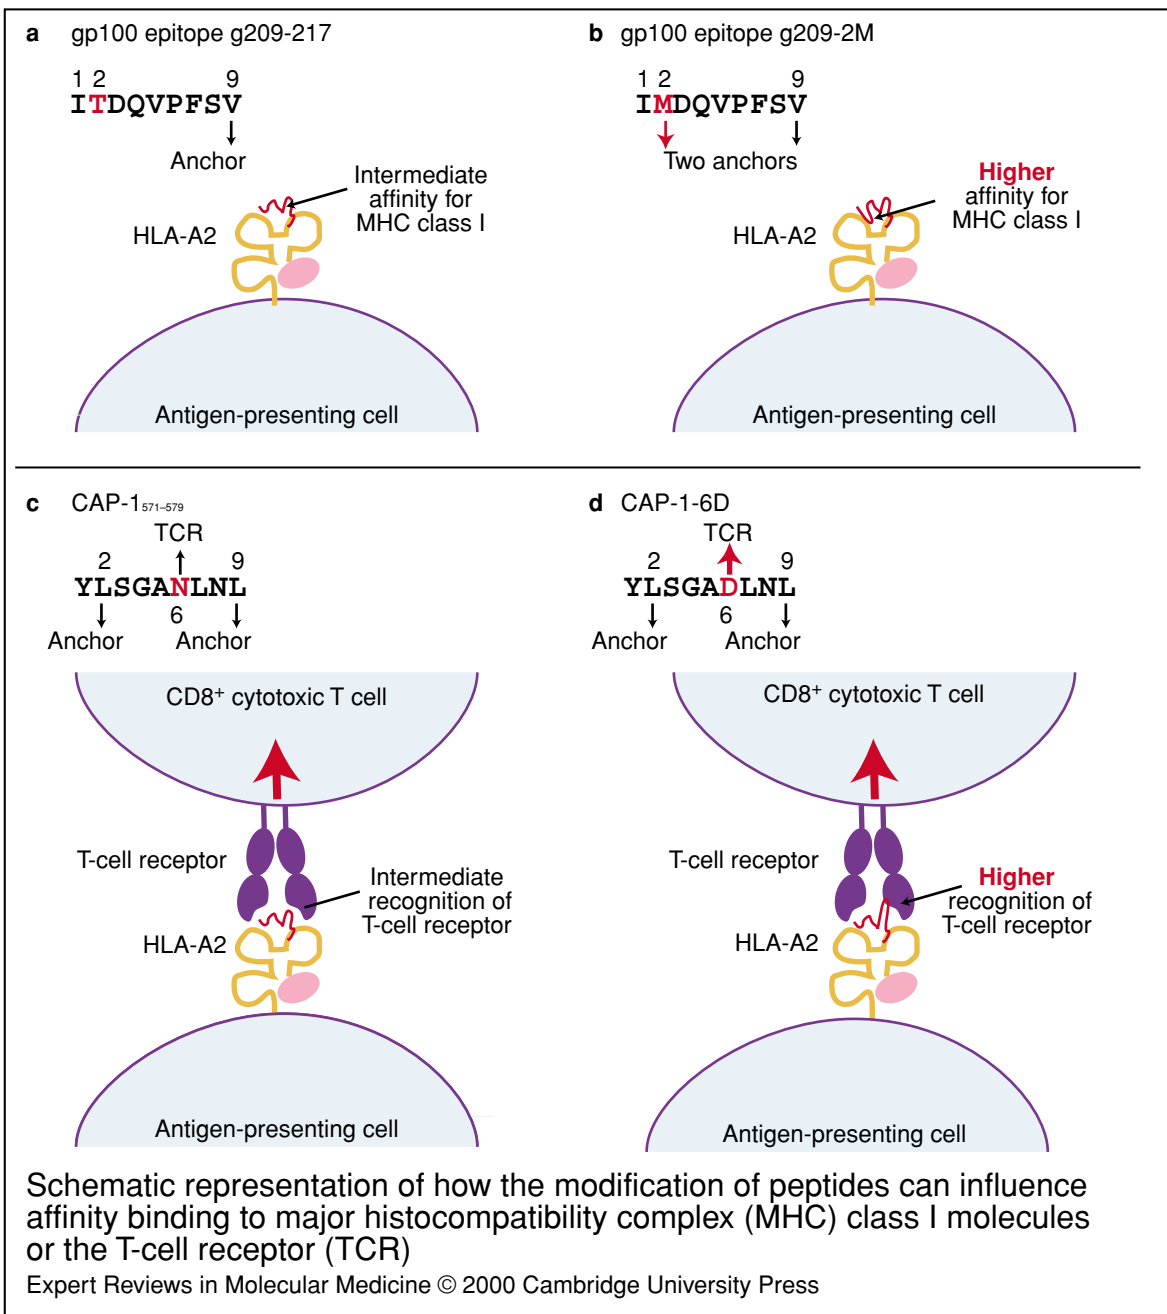 a gp100 epitope g209-217
1 2 9
ITDQVPFSV
Anchor
Intermediate
affinity for
MHC class I
HLA-A2
Antigen-presenting cell
b gp100 epitope g209-2M
1 2 9
IMDQVPFSV
Two anchors
Higher
affinity for
MHC class I
HLA-A2
Antigen-presenting cell
c CAP-1571–579
TCR
2 9
YLSGANLNL
6
Anchor Anchor
CD8+ cytotoxic T cell
T-cell receptor
Intermediate
recognition of
T-cell receptor
HLA-A2
Antigen-presenting cell
d CAP-1-6D
TCR
2 9
YLSGADLNL
6
Anchor Anchor
CD8+ cytotoxic T cell
T-cell receptor
Higher
recognition of
T-cell receptor
HLA-A2
Antigen-presenting cell
Schematic representation of how the modification of peptides can influence
affinity binding to major histocompatibility complex (MHC) class I molecules
or the T-cell receptor (TCR)
Expert Reviews in Molecular Medicine © 2000 Cambridge University Press